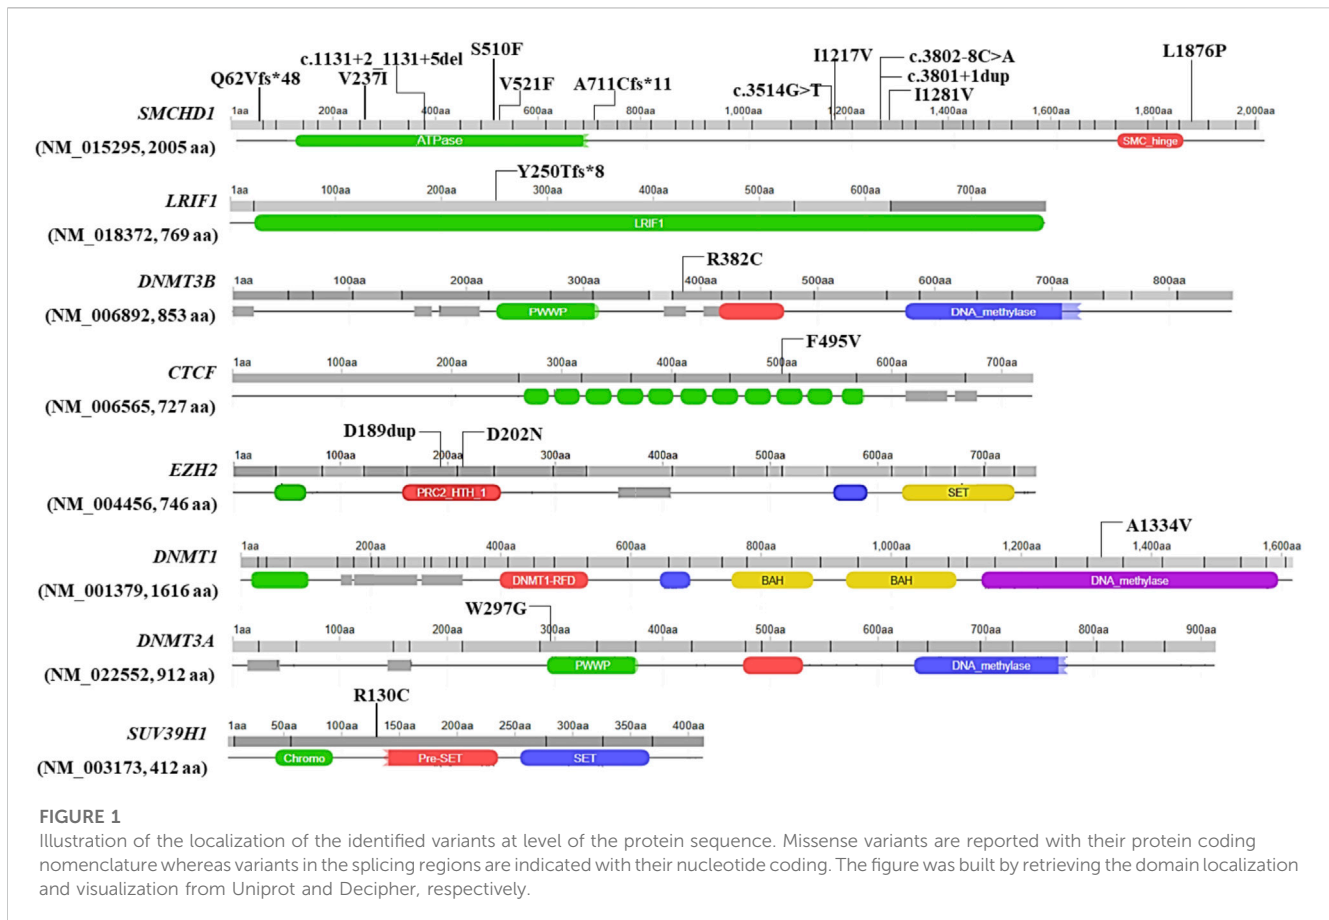 c.1131+2_1131+5del
S510F
I1217V
c.3802-8C>A
L1876P
Q62Vfs*48
V237I
V521F
A711Cfs*11
c.3514G>T
c.3801+1dup
I1281V
1aa 200aa 400aa 600aa 800aa 1,000aa 1,200aa 1,400aa 1,600aa 1,800aa 2,000aa
SMCHD1
(NM_015295, 2005 aa)
ATPase
SMC_hinge
Y250Tfs*8
1aa 100aa 200aa 300aa 400aa 500aa 600aa 700aa
LRIF1
(NM_018372, 769 aa)
LRIF1
R382C
1aa 100aa 200aa 300aa 400aa 500aa 600aa 700aa 800aa
DNMT3B
(NM_006892, 853 aa)
PWWP
DNA_methylase
F495V
1aa 100aa 200aa 300aa 400aa 500aa 600aa 700aa
CTCF
(NM_006565, 727 aa)
D189dup
D202N
1aa 100aa 200aa 300aa 400aa 500aa 600aa 700aa
EZH2
(NM_004456, 746 aa)
PRC2_HTH_1
SET
A1334V
1aa 200aa 400aa 600aa 800aa 1,000aa 1,200aa 1,400aa 1,600aa
DNMT1
(NM_001379, 1616 aa)
DNMT1-RFD
BAH
BAH
DNA_methylase
W297G
1aa 100aa 200aa 300aa 400aa 500aa 600aa 700aa 800aa 900aa
DNMT3A
(NM_022552, 912 aa)
PWWP
DNA_methylase
R130C
1aa 50aa 100aa 150aa 200aa 250aa 300aa 350aa 400aa
SUV39H1
(NM_003173, 412 aa)
Chromo
Pre-SET
SET
FIGURE 1
Illustration of the localization of the identified variants at level of the protein sequence. Missense variants are reported with their protein coding
nomenclature whereas variants in the splicing regions are indicated with their nucleotide coding. The figure was built by retrieving the domain localization
and visualization from Uniprot and Decipher, respectively.